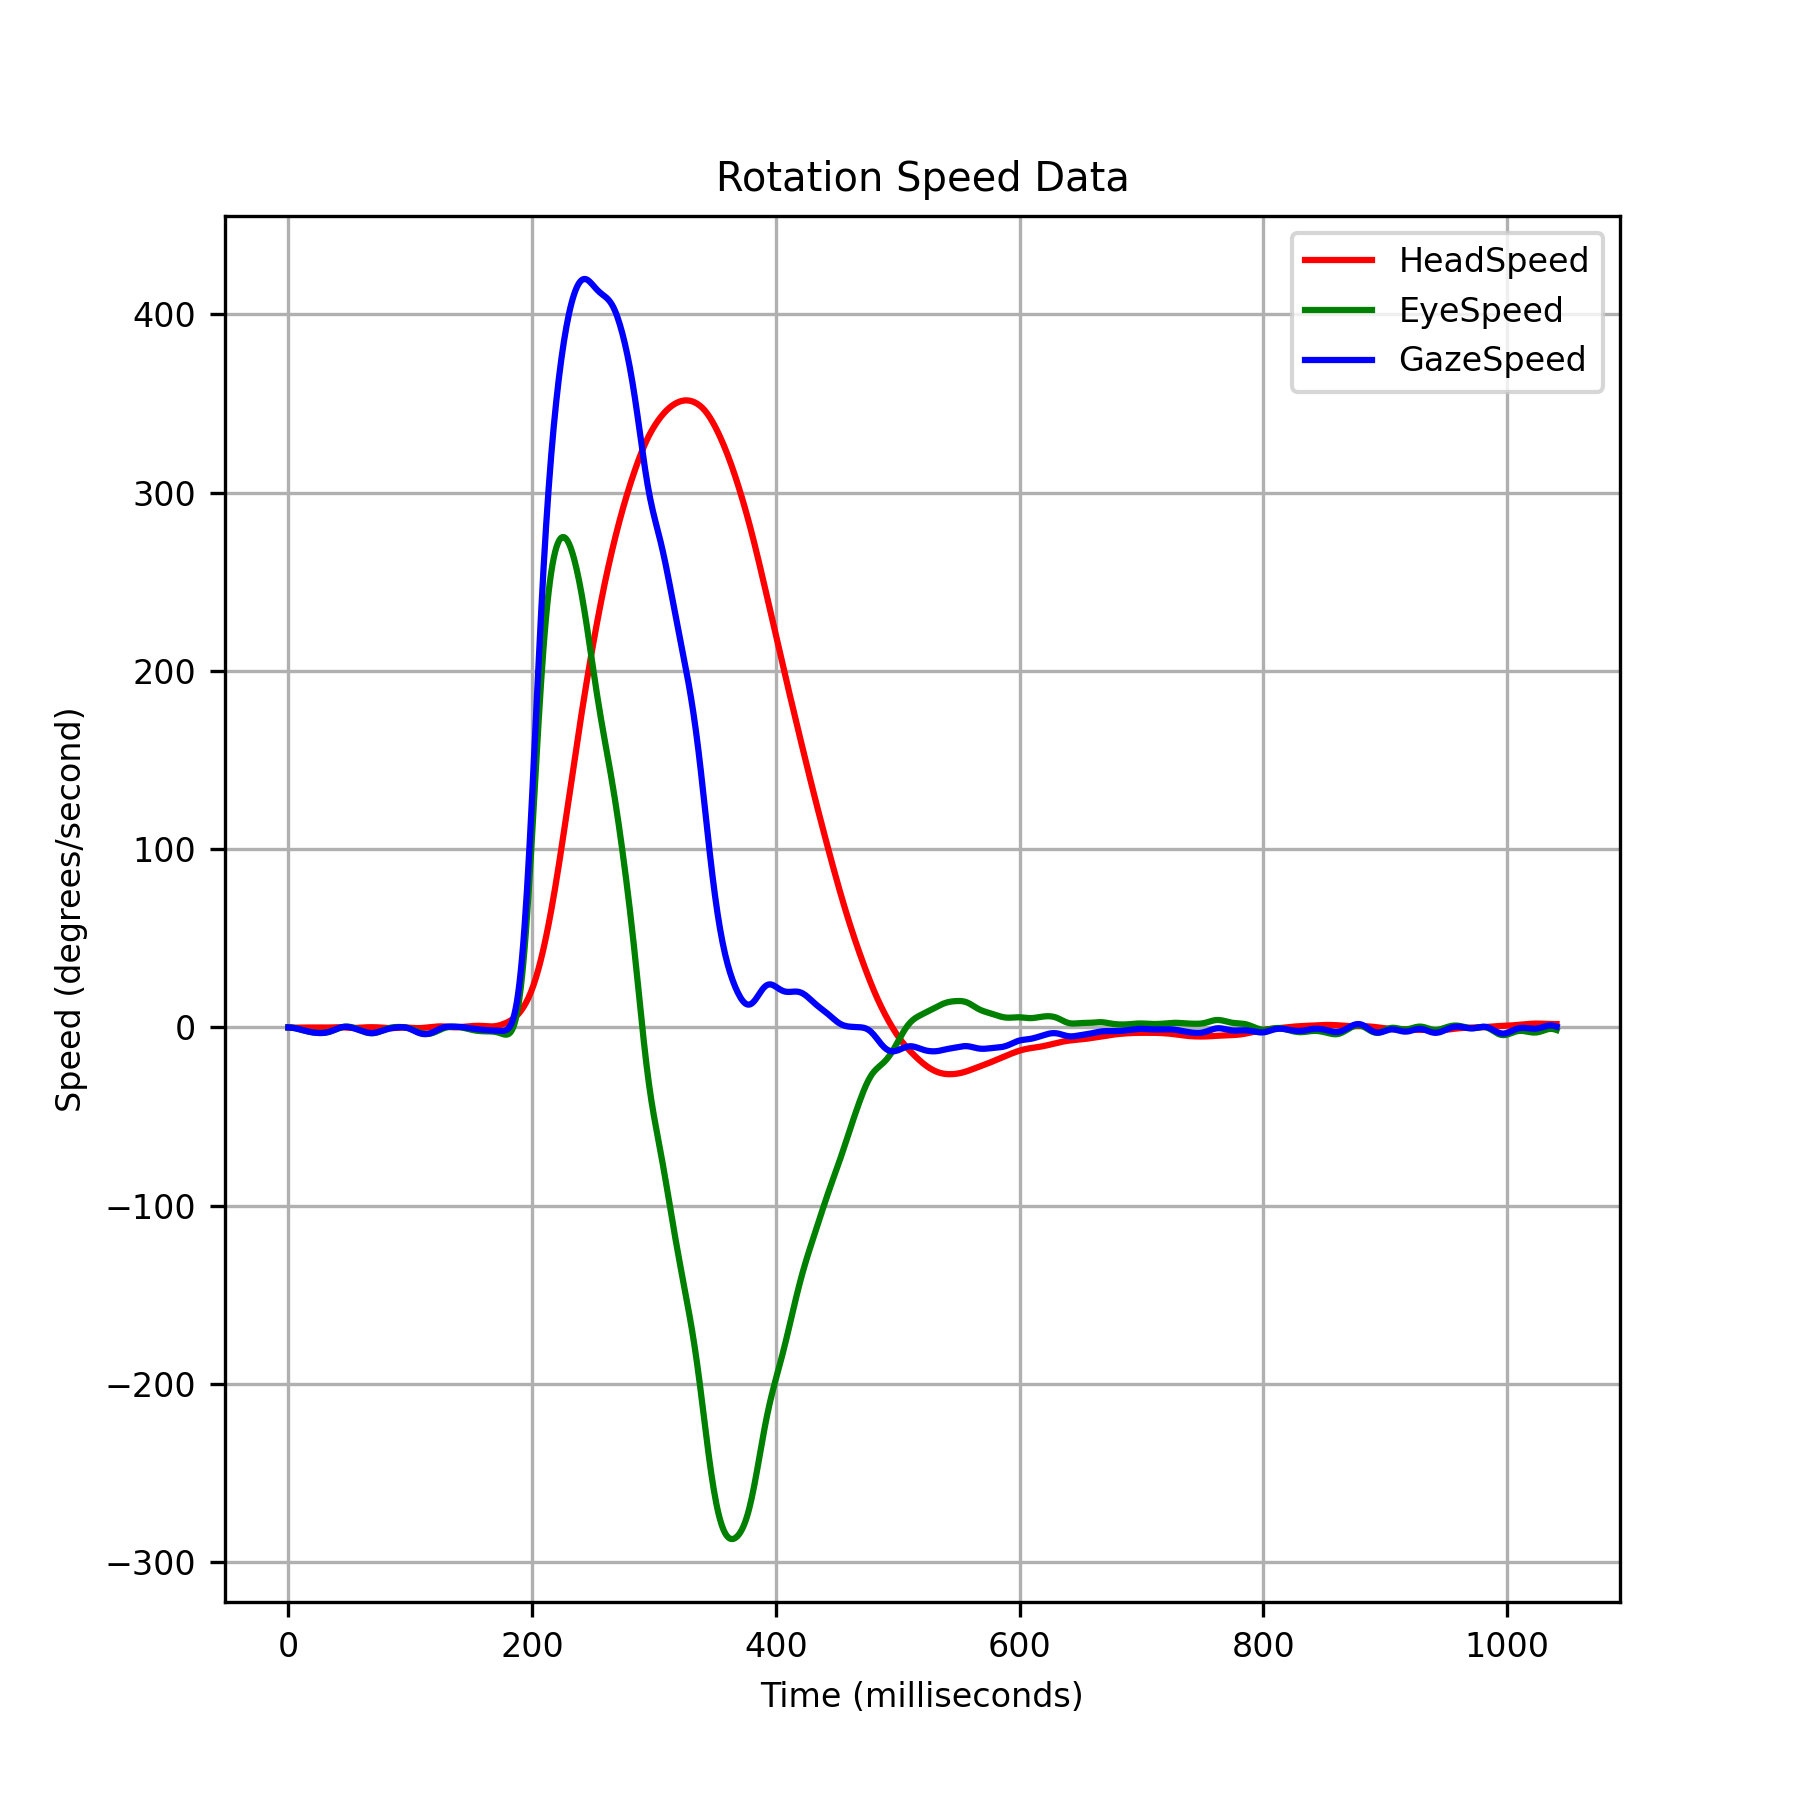 Rotation Speed Data
HeadSpeed
EyeSpeed
GazeSpeed
Speed (degrees/second)
400
300
200
100
0
−100
−200
−300
0 200 400 600 800 1000
Time (milliseconds)